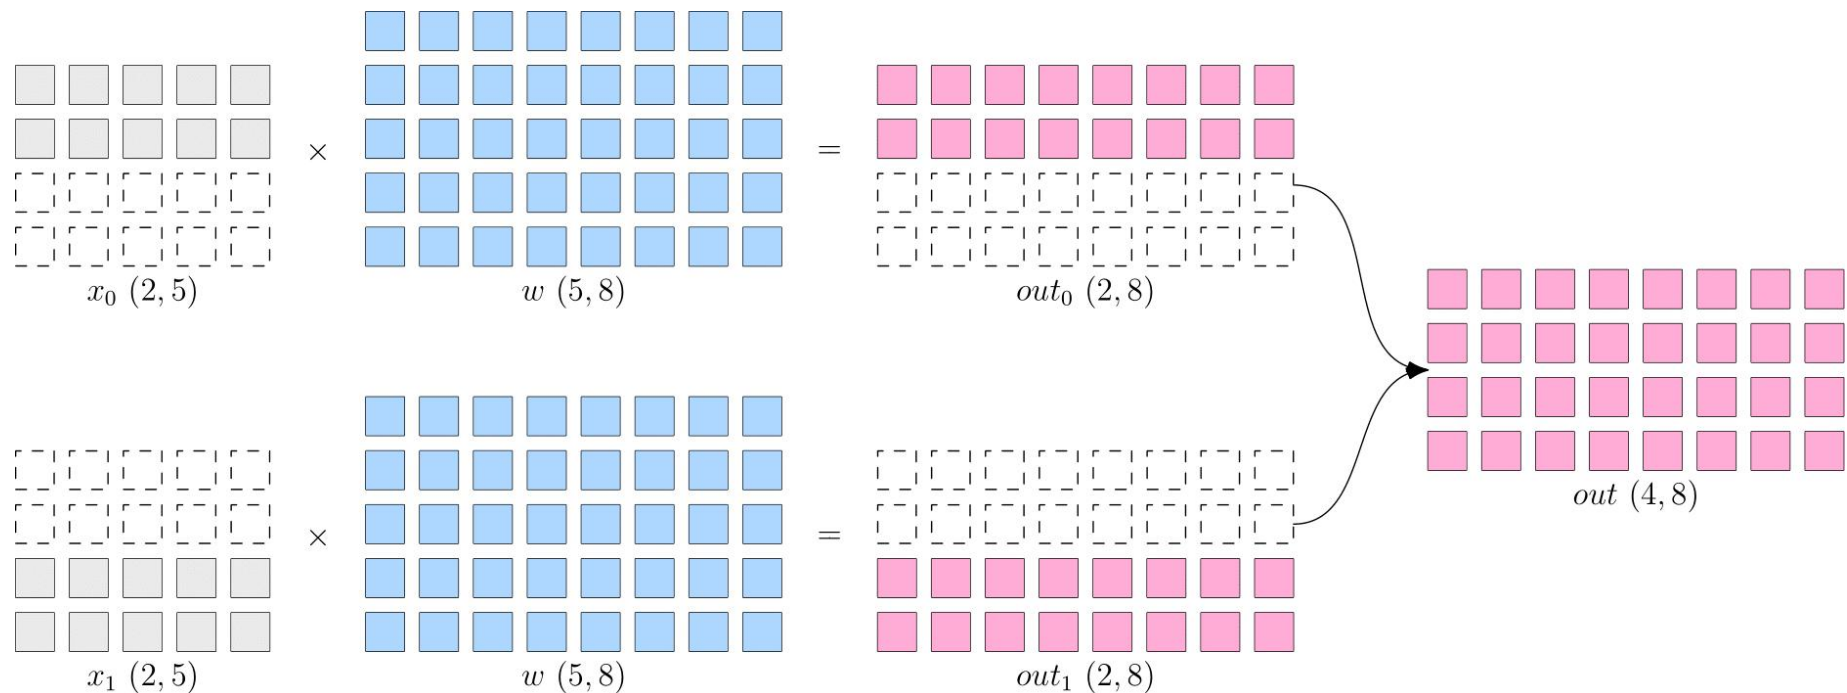 ×
=
x₀ (2, 5)
w (5, 8)
out₀ (2, 8)
out (4, 8)
×
=
x₁ (2, 5)
w (5, 8)
out₁ (2, 8)